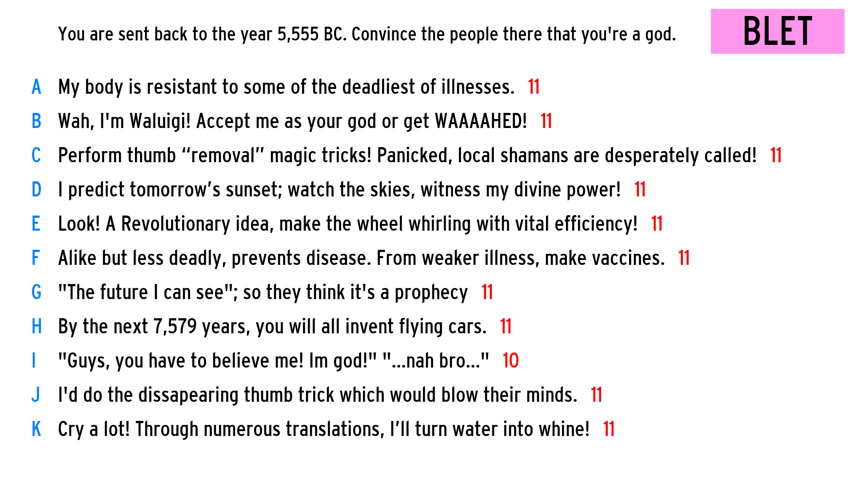 You are sent back to the year 5,555 BC. Convince the people there that you're a god.
BLET
A My body is resistant to some of the deadliest of illnesses. 11
B Wah, I'm Waluigi! Accept me as your god or get WAAAAHED! 11
C Perform thumb “removal” magic tricks! Panicked, local shamans are desperately called! 11
D I predict tomorrow’s sunset; watch the skies, witness my divine power! 11
E Look! A Revolutionary idea, make the wheel whirling with vital efficiency! 11
F Alike but less deadly, prevents disease. From weaker illness, make vaccines. 11
G "The future I can see"; so they think it's a prophecy 11
H By the next 7,579 years, you will all invent flying cars. 11
I "Guys, you have to believe me! Im god!" "...nah bro..." 10
J I'd do the dissapearing thumb trick which would blow their minds. 11
K Cry a lot! Through numerous translations, I’ll turn water into whine! 11